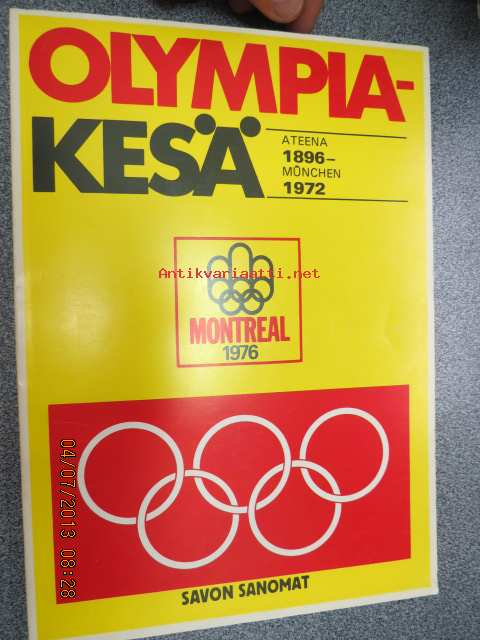 OLYMPIA-
KESÄ
ATEENA
1896–
MÜNCHEN
1972
Antikvariaatti.net
MONTREAL
1976
SAVON SANOMAT
04/07/2013 08:28